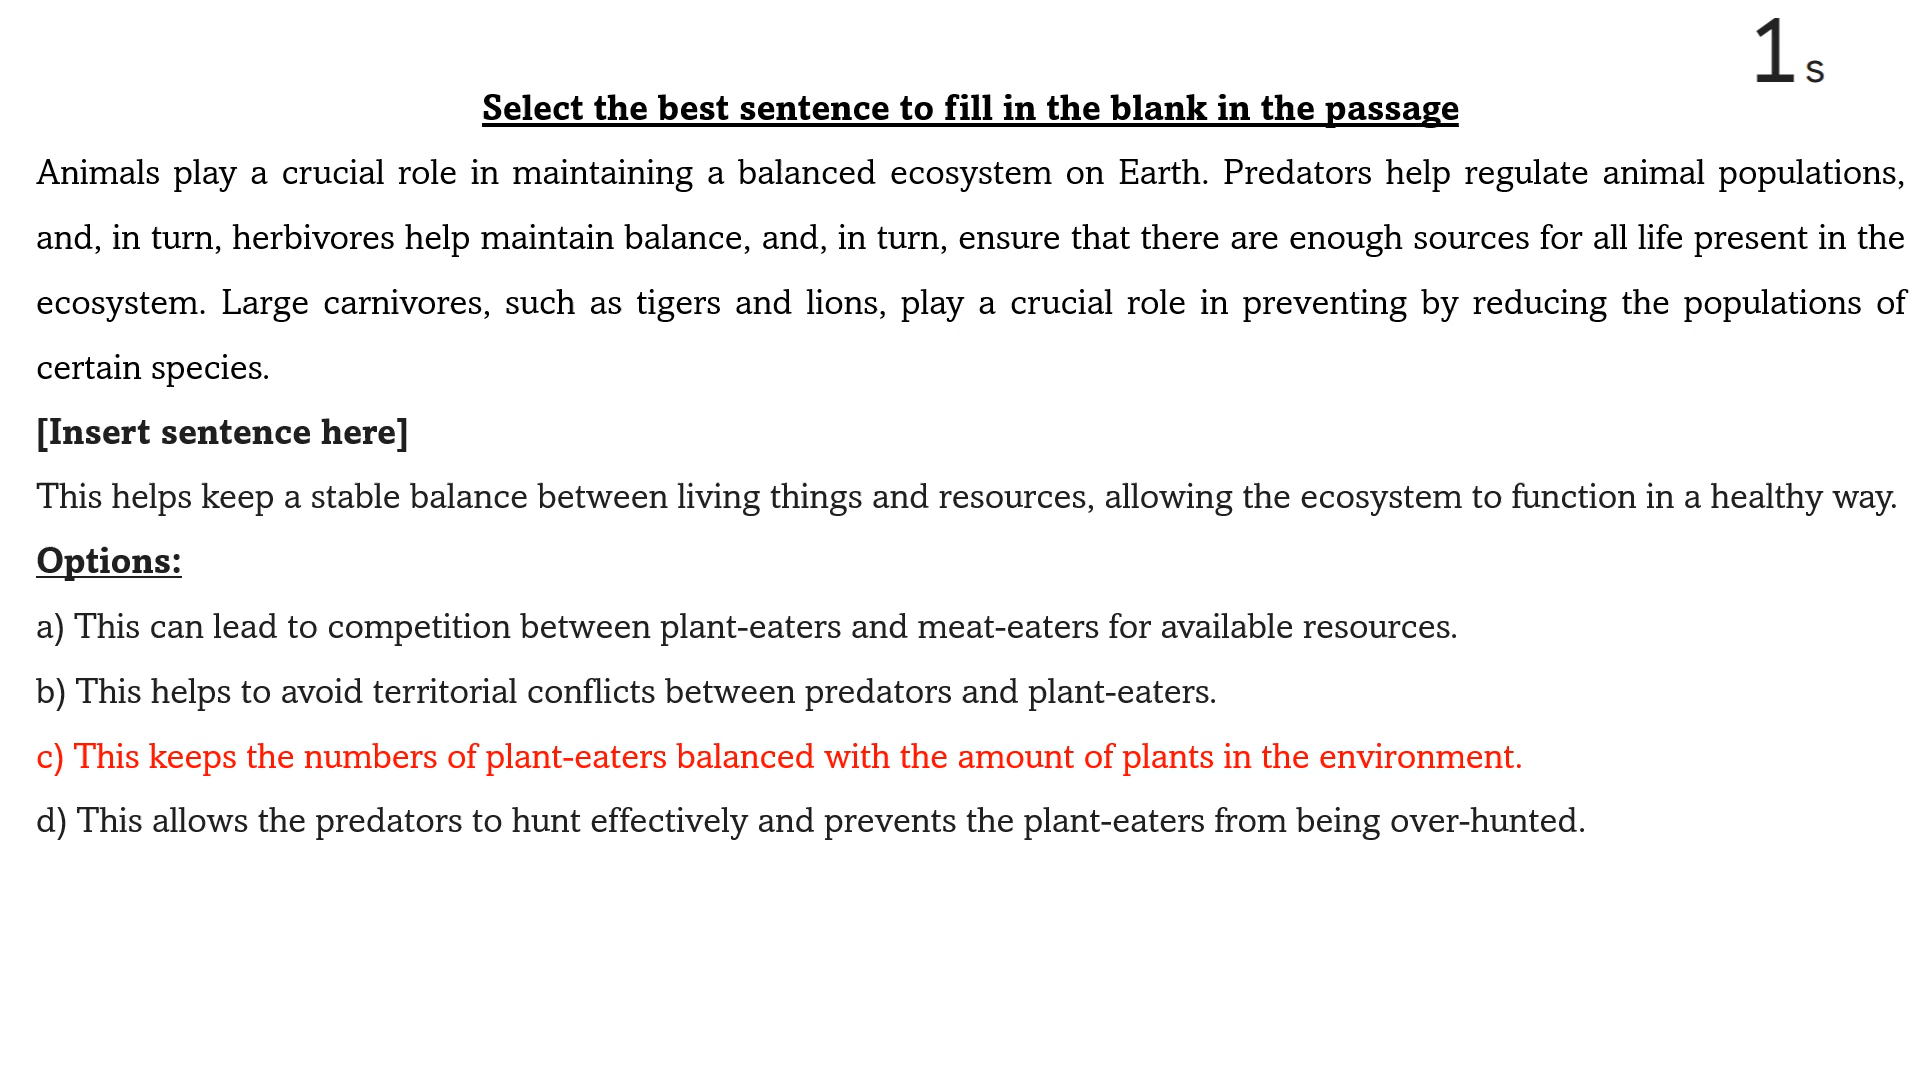 1 s
Select the best sentence to fill in the blank in the passage
Animals play a crucial role in maintaining a balanced ecosystem on Earth. Predators help regulate animal populations,
and, in turn, herbivores help maintain balance, and, in turn, ensure that there are enough sources for all life present in the
ecosystem. Large carnivores, such as tigers and lions, play a crucial role in preventing by reducing the populations of
certain species.
[Insert sentence here]
This helps keep a stable balance between living things and resources, allowing the ecosystem to function in a healthy way.
Options:
a) This can lead to competition between plant-eaters and meat-eaters for available resources.
b) This helps to avoid territorial conflicts between predators and plant-eaters.
c) This keeps the numbers of plant-eaters balanced with the amount of plants in the environment.
d) This allows the predators to hunt effectively and prevents the plant-eaters from being over-hunted.